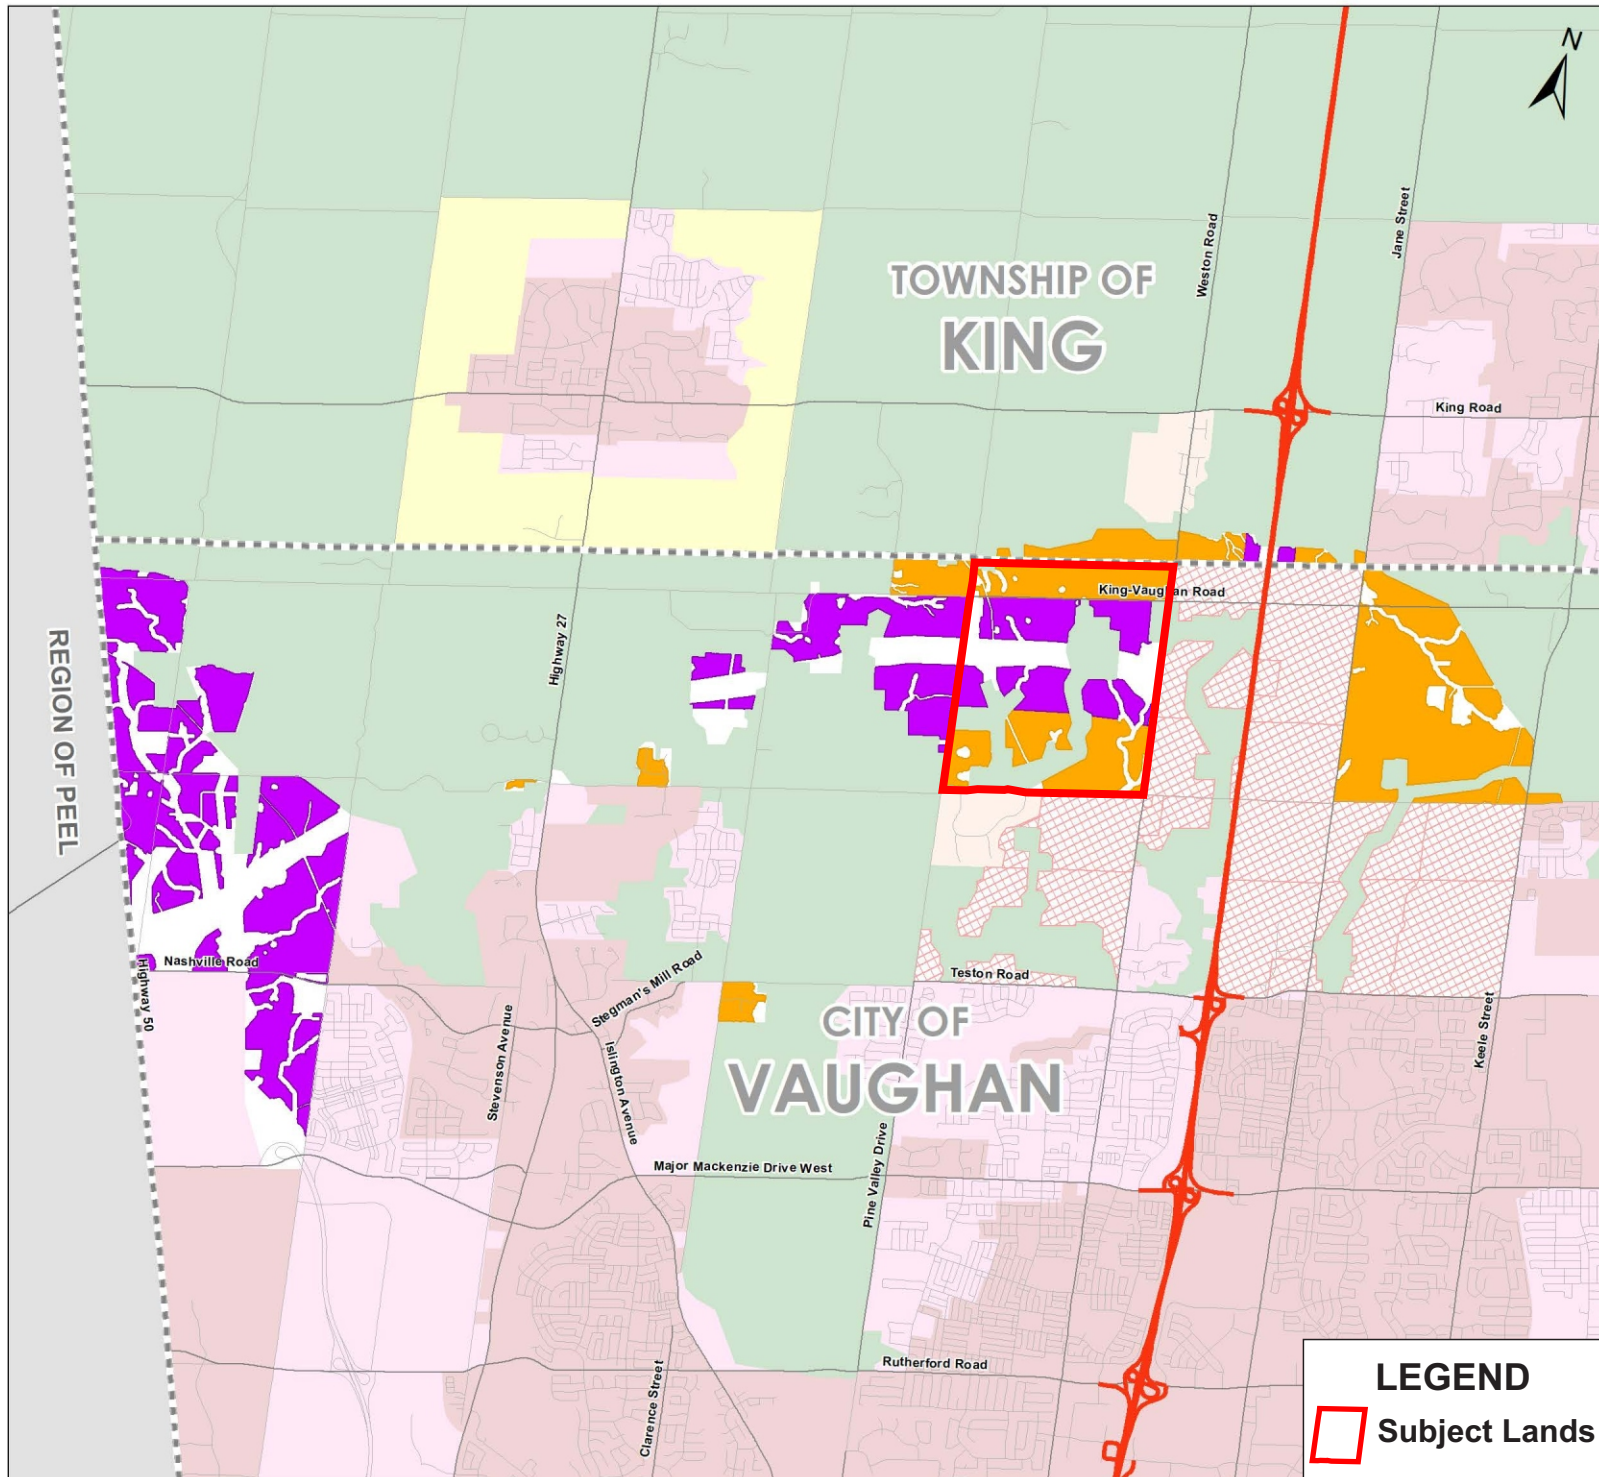 N
TOWNSHIP OF
KING
Weston Road
Jane Street
King Road
King-Vaughan Road
Highway 27
REGION OF PEEL
Nashville Road
Highway 50
Teston Road
Stegman's Mill Road
Stevenson Avenue
Islington Avenue
CITY OF
VAUGHAN
Keele Street
Pine Valley Drive
Major Mackenzie Drive West
Rutherford Road
Clarence Street
LEGEND
Subject Lands